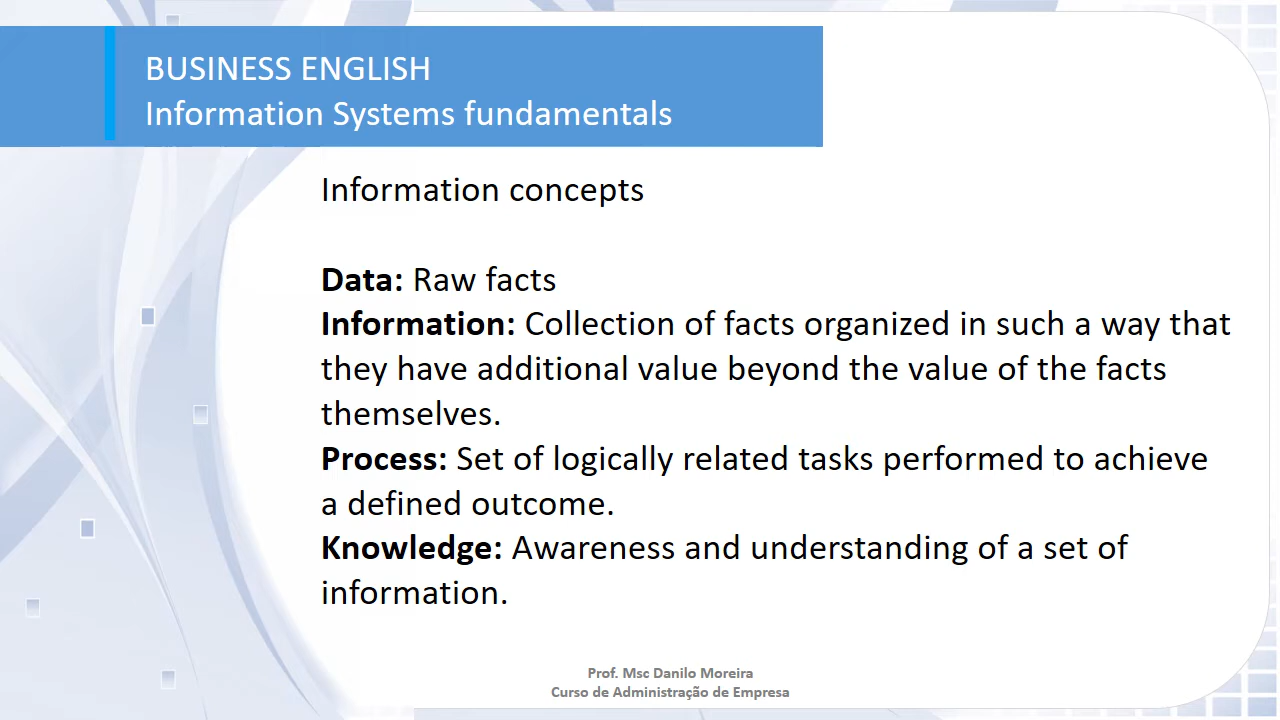 BUSINESS ENGLISH
Information Systems fundamentals
Information concepts
Data: Raw facts
Information: Collection of facts organized in such a way that
they have additional value beyond the value of the facts
themselves.
Process: Set of logically related tasks performed to achieve
a defined outcome.
Knowledge: Awareness and understanding of a set of
information.
Prof. Msc Danilo Moreira
Curso de Administração de Empresa